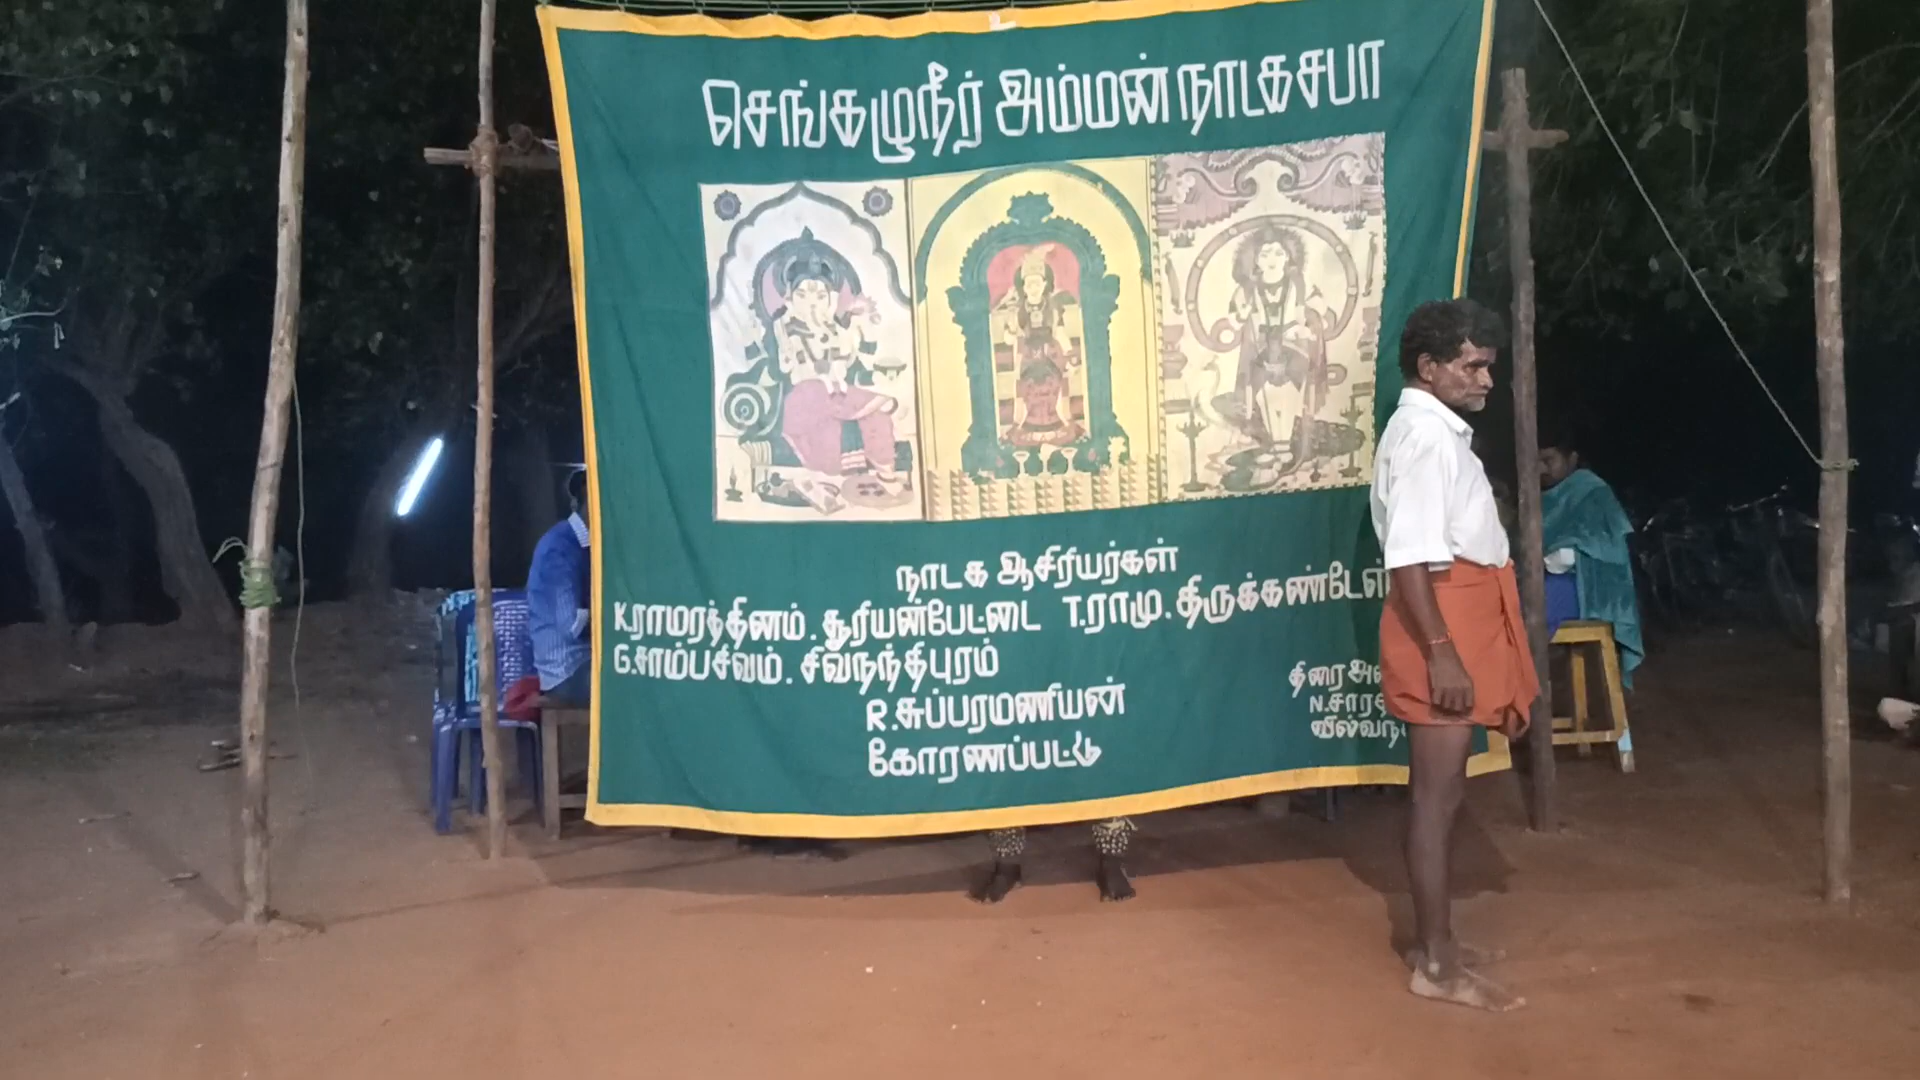 உ
செங்கழுநீர் அம்மன் நாடகசபா
நாடக ஆசிரியர்கள்
K.ராமரத்தினம். சூரியன்பேட்டை T.ராமு. திருக்கண்டேள்
G.சாம்பசிவம். சிவநந்திபுரம்
R.சுப்பரமணியன்
கோரணப்பட்டு
திரை
N.